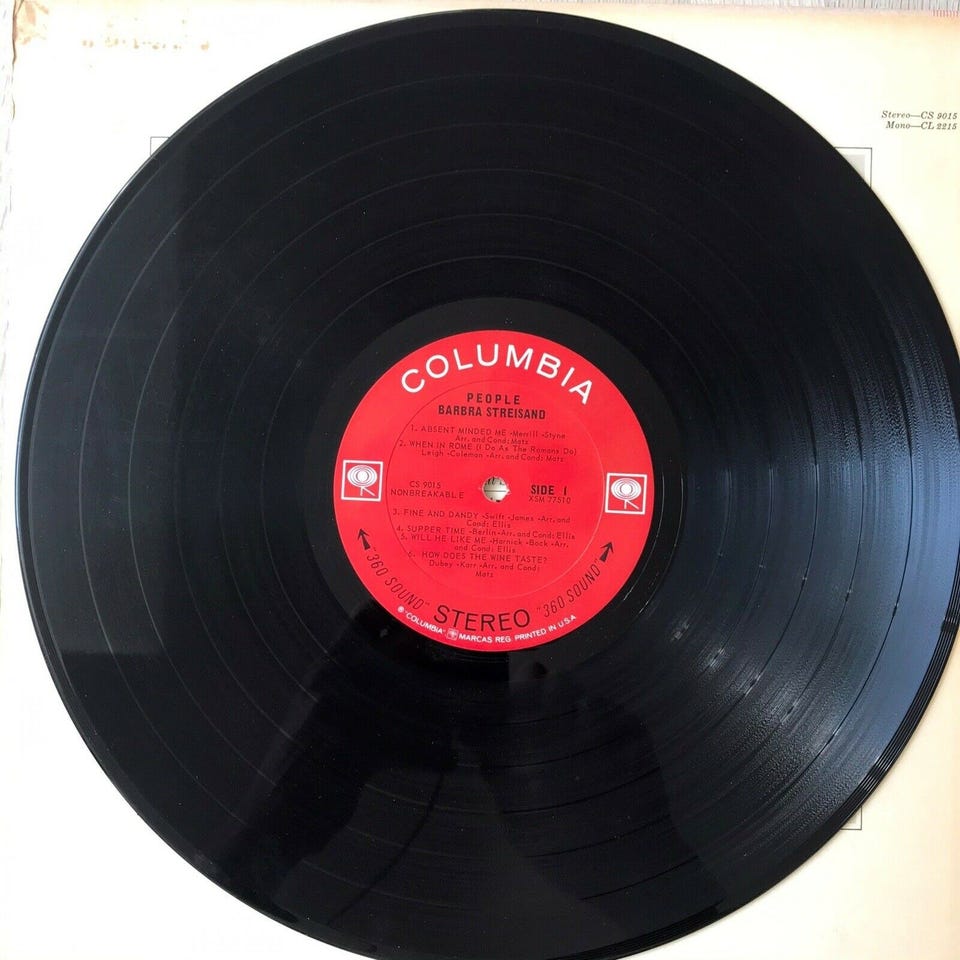 Stereo—CS 9015
Mono—CL 2215
COLUMBIA
PEOPLE
BARBRA STREISAND
1. ABSENT MINDED ME -Merrill -Styne
Arr. and Cond: Matz
2. WHEN IN ROME (I Do As The Romans Do)
Leigh -Coleman -Arr. and Cond: Matz
CS 9015
NONBREAKABLE
SIDE 1
XSM 77510
3. FINE AND DANDY -Swift -James -Arr. and
Cond: Ellis
4. SUPPER TIME -Berlin -Arr. and Cond: Ellis
5. WILL HE LIKE ME -Harnick -Bock -Arr.
and Cond: Ellis
6. HOW DOES THE WINE TASTE?
Dubey -Karr -Arr. and Cond:
Matz
"360 SOUND" STEREO "360 SOUND"
® "COLUMBIA" MARCAS REG. PRINTED IN U.S.A